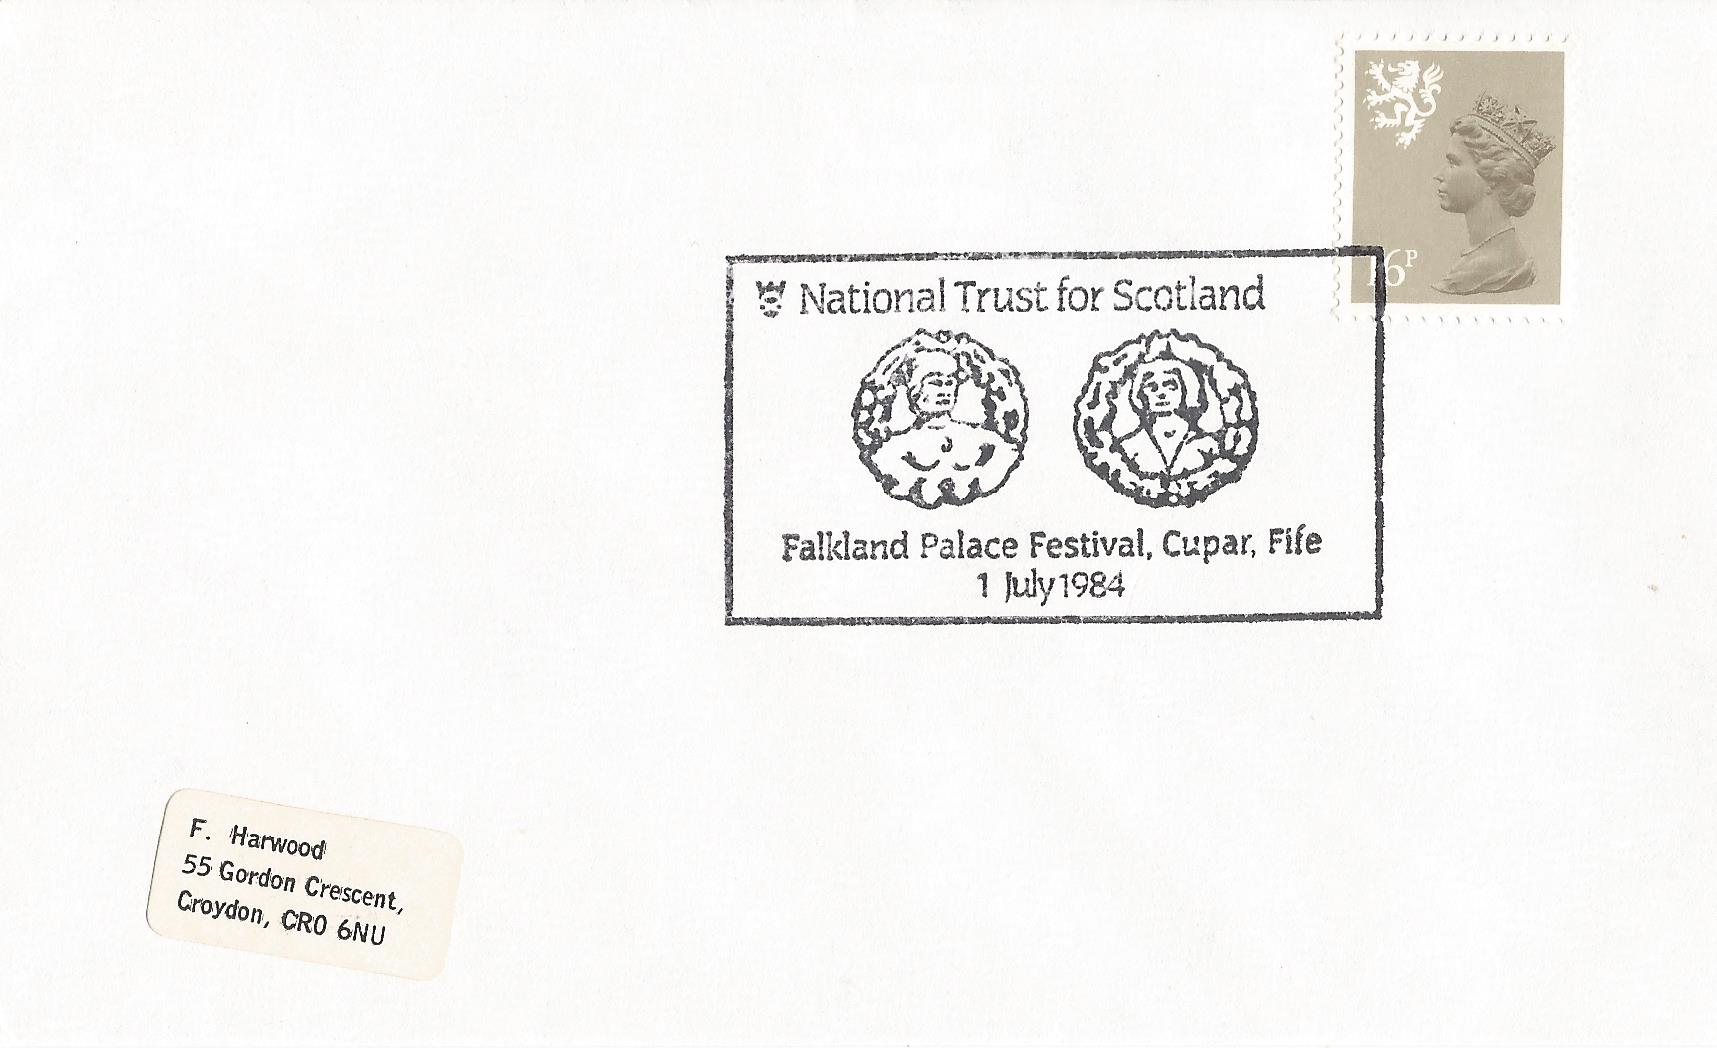 16P
National Trust for Scotland
Falkland Palace Festival, Cupar, Fife
1 July 1984
F. Harwood
55 Gordon Crescent,
Croydon, CR0 6NU